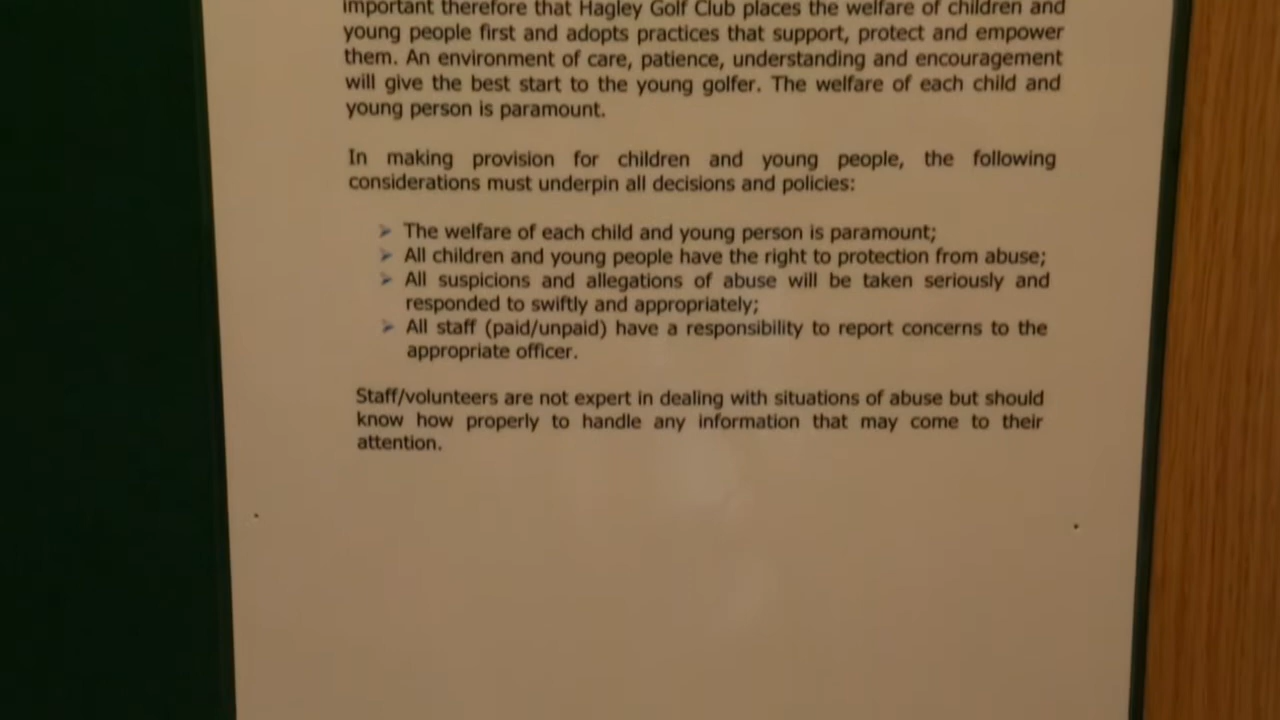 important therefore that Hagley Golf Club places the welfare of children and
young people first and adopts practices that support, protect and empower
them. An environment of care, patience, understanding and encouragement
will give the best start to the young golfer. The welfare of each child and
young person is paramount.
In making provision for children and young people, the following
considerations must underpin all decisions and policies:
➢ The welfare of each child and young person is paramount;
➢ All children and young people have the right to protection from abuse;
➢ All suspicions and allegations of abuse will be taken seriously and
responded to swiftly and appropriately;
➢ All staff (paid/unpaid) have a responsibility to report concerns to the
appropriate officer.
Staff/volunteers are not expert in dealing with situations of abuse but should
know how properly to handle any information that may come to their
attention.